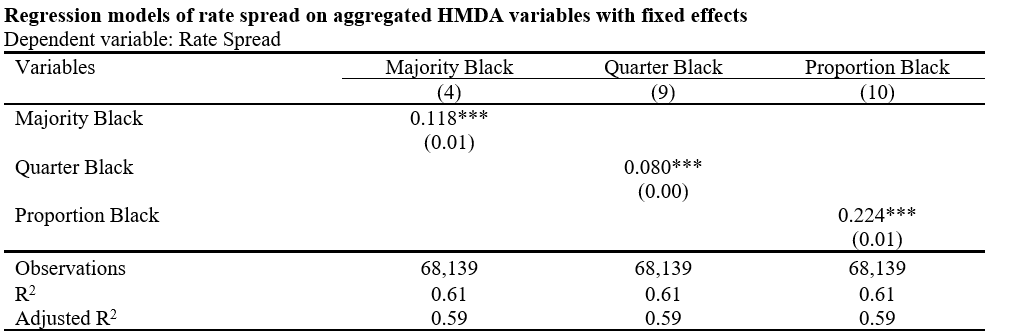 Regression models of rate spread on aggregated HMDA variables with fixed effects
Dependent variable: Rate Spread
Variables Majority Black Quarter Black Proportion Black
(4) (9) (10)
Majority Black 0.118***
(0.01)
Quarter Black 0.080***
(0.00)
Proportion Black 0.224***
(0.01)
Observations 68,139 68,139 68,139
R² 0.61 0.61 0.61
Adjusted R² 0.59 0.59 0.59